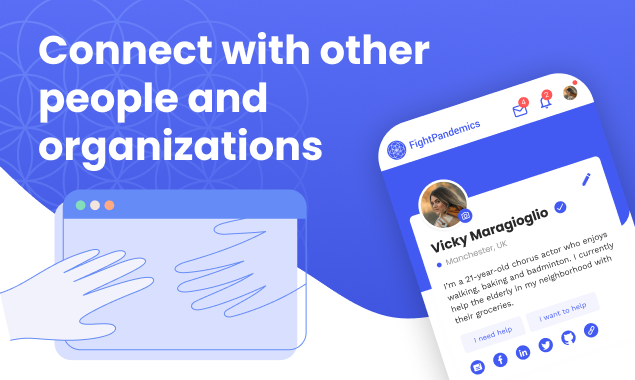 Connect with other
people and
organizations
4
2
FightPandemics
Vicky Maragioglio
Manchester, UK
I'm a 21-year-old chorus actor who enjoys
walking, baking and badminton. I currently
help the elderly in my neighborhood with
their groceries.
I need help
I want to help